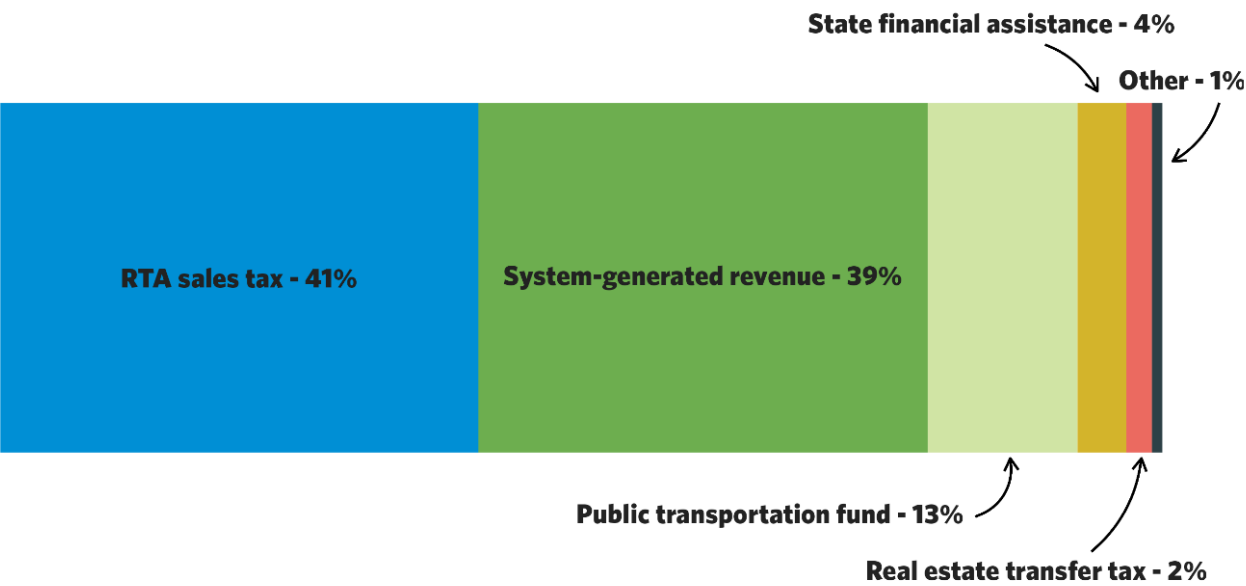 State financial assistance - 4%
Other - 1%
RTA sales tax - 41%
System-generated revenue - 39%
Public transportation fund - 13%
Real estate transfer tax - 2%